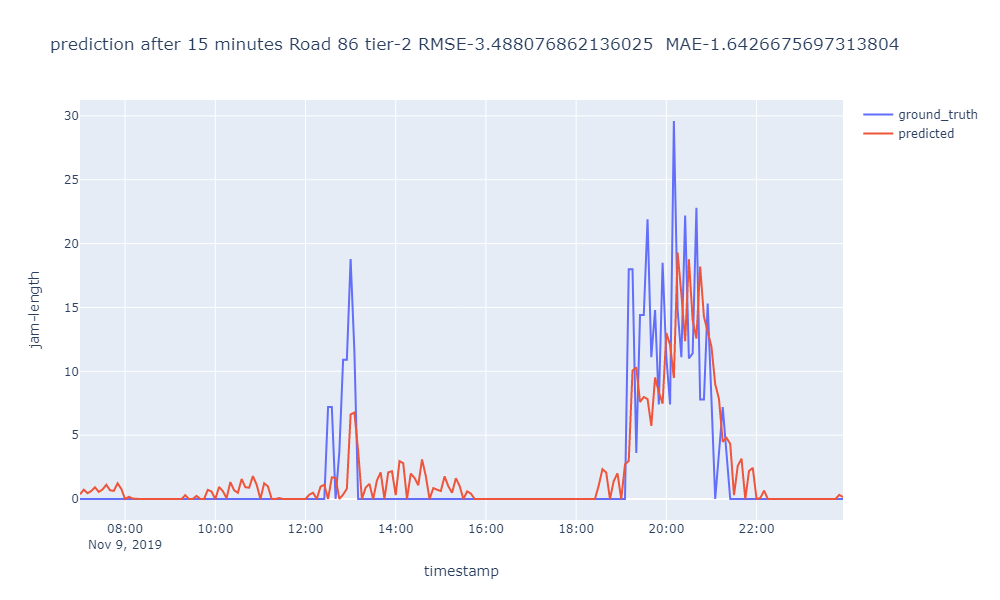 prediction after 15 minutes Road 86 tier-2 RMSE-3.488076862136025  MAE-1.6426675697313804
ground_truth
predicted
30
25
20
15
10
5
0
jam-length
08:00 10:00 12:00 14:00 16:00 18:00 20:00 22:00
Nov 9, 2019
timestamp